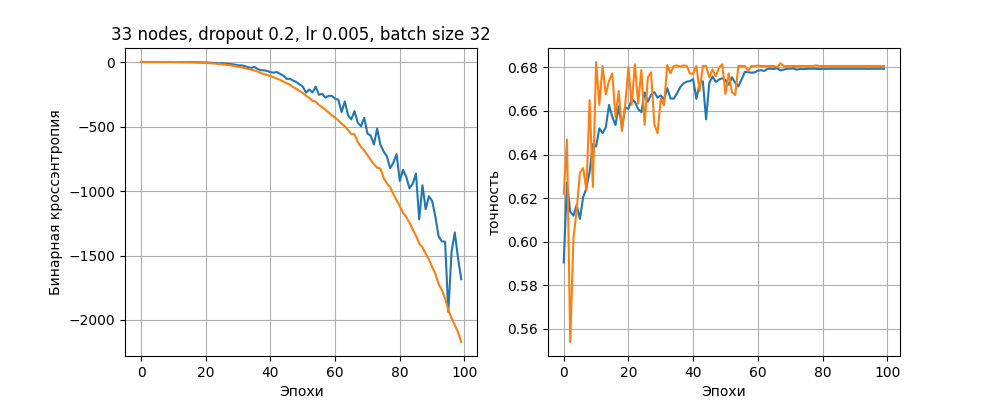 33 nodes, dropout 0.2, lr 0.005, batch size 32
Бинарная кроссэнтропия
0
−500
−1000
−1500
−2000
0 20 40 60 80 100
Эпохи
точность
0.68
0.66
0.64
0.62
0.60
0.58
0.56
0 20 40 60 80 100
Эпохи